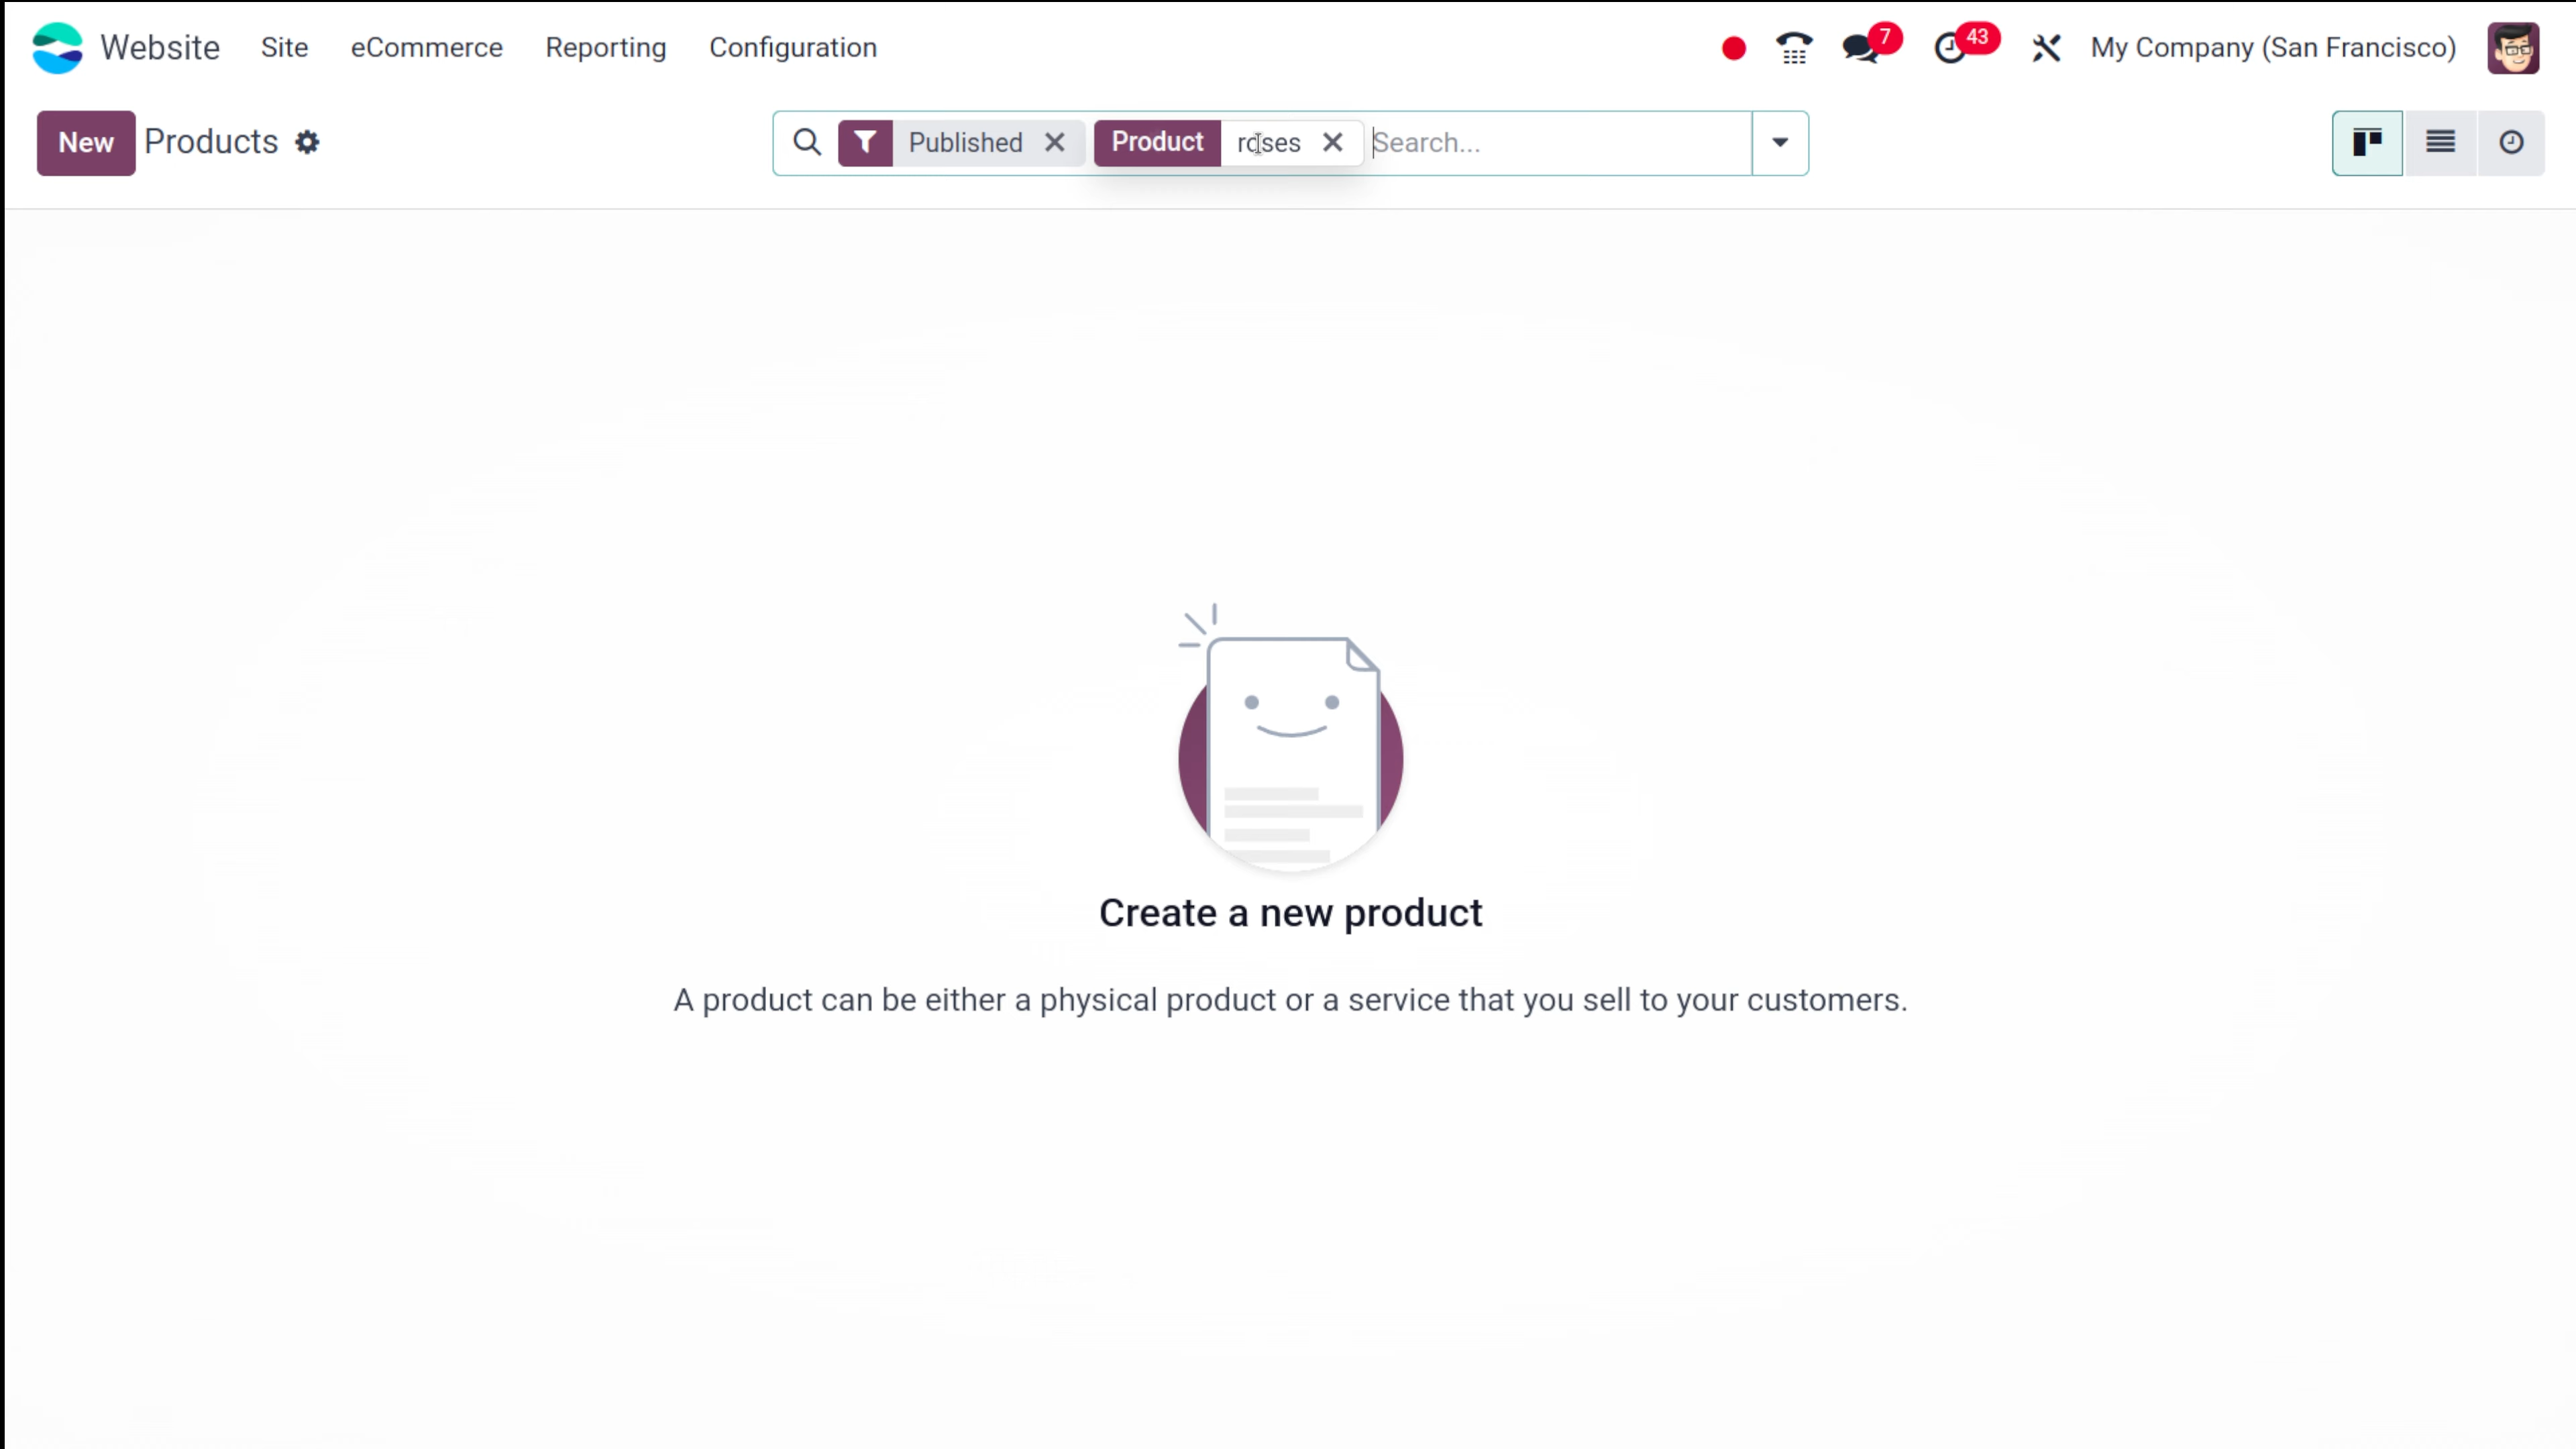 Website Site eCommerce Reporting Configuration 7 43 My Company (San Francisco)
New Products Published Product roses Search...
Create a new product
A product can be either a physical product or a service that you sell to your customers.